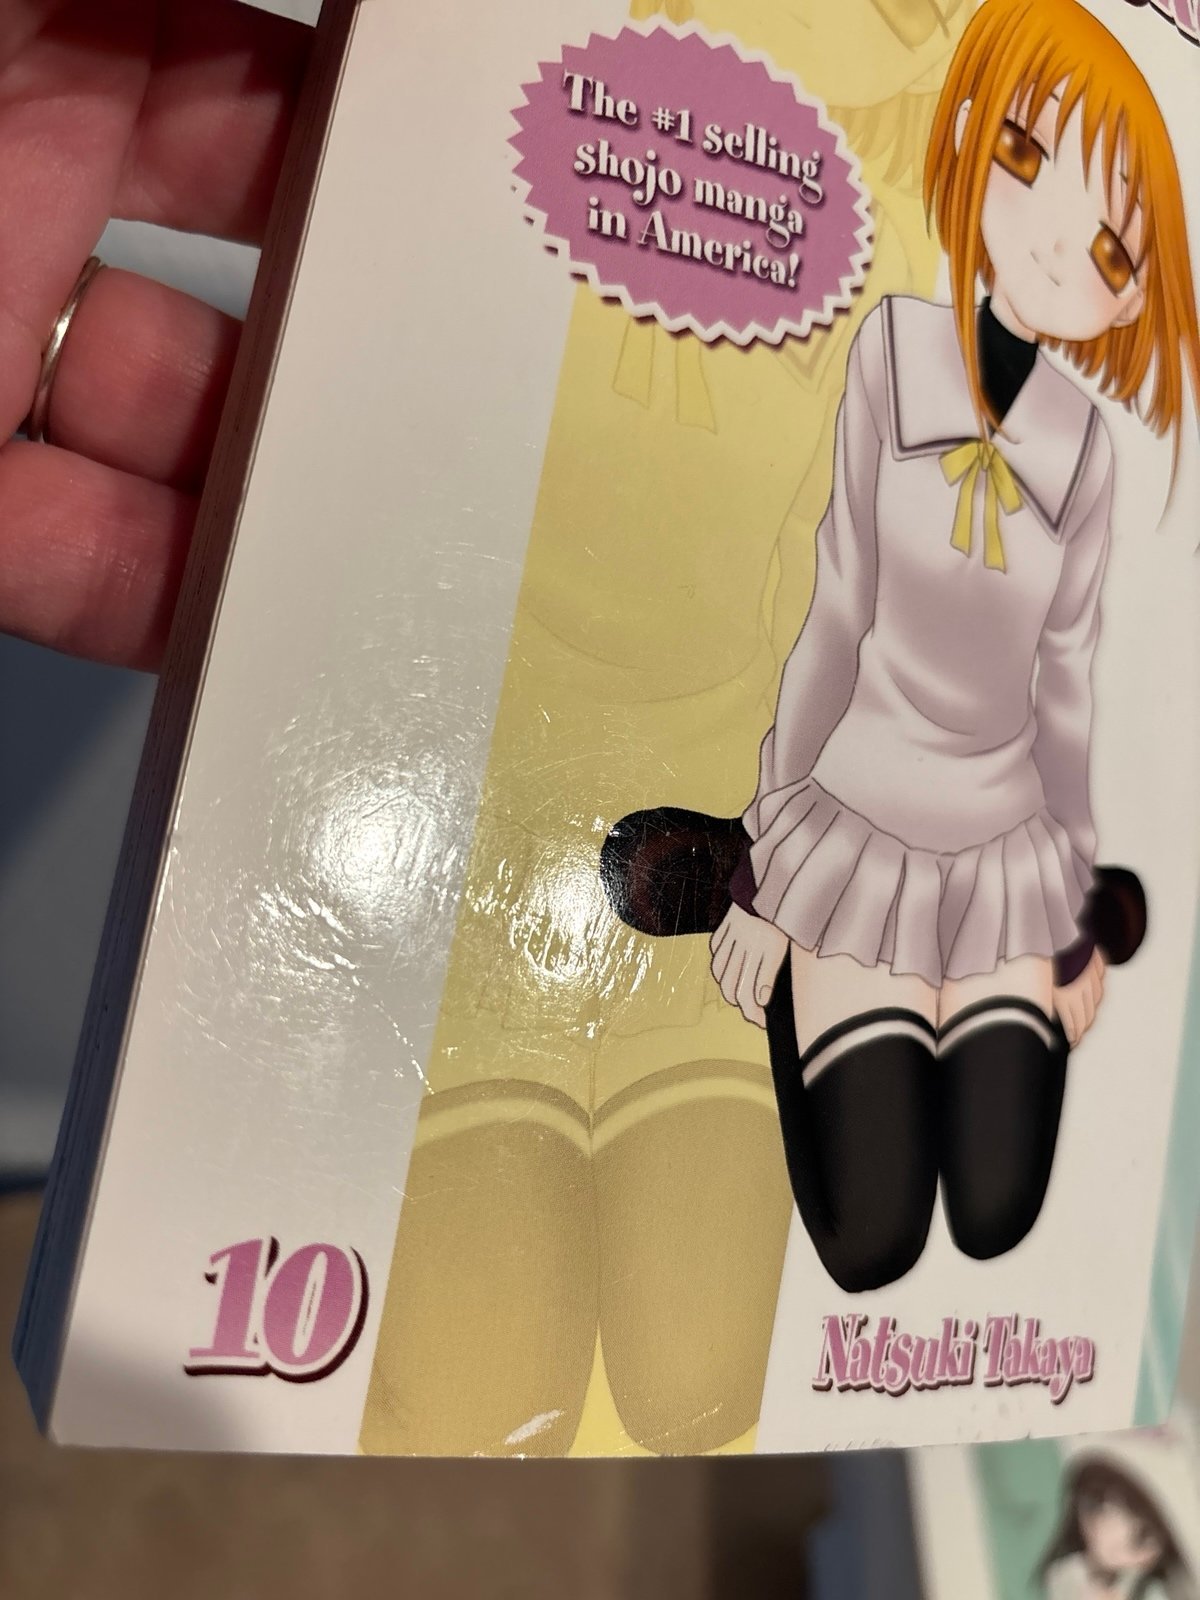 The #1 selling
shojo manga
in America!
10
Natsuki Takaya